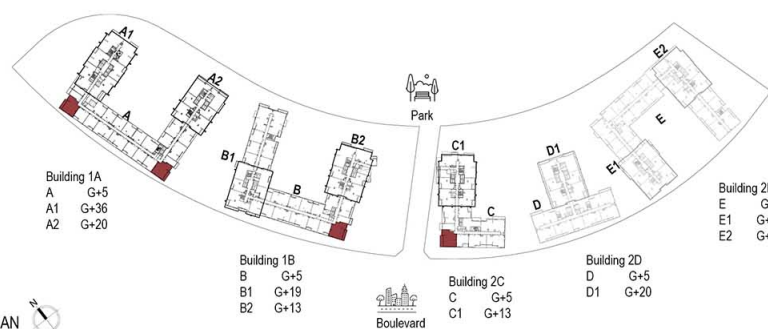 A1
A2
A
E2
E
E1
Park
B1
B2
B
C1
C
D1
D
Building 1A
A G+5
A1 G+36
A2 G+20
Building 1B
B G+5
B1 G+19
B2 G+13
Building 2C
C G+5
C1 G+13
Building 2D
D G+5
D1 G+20
E G
E1 G+
E2 G+
Boulevard
N
AN